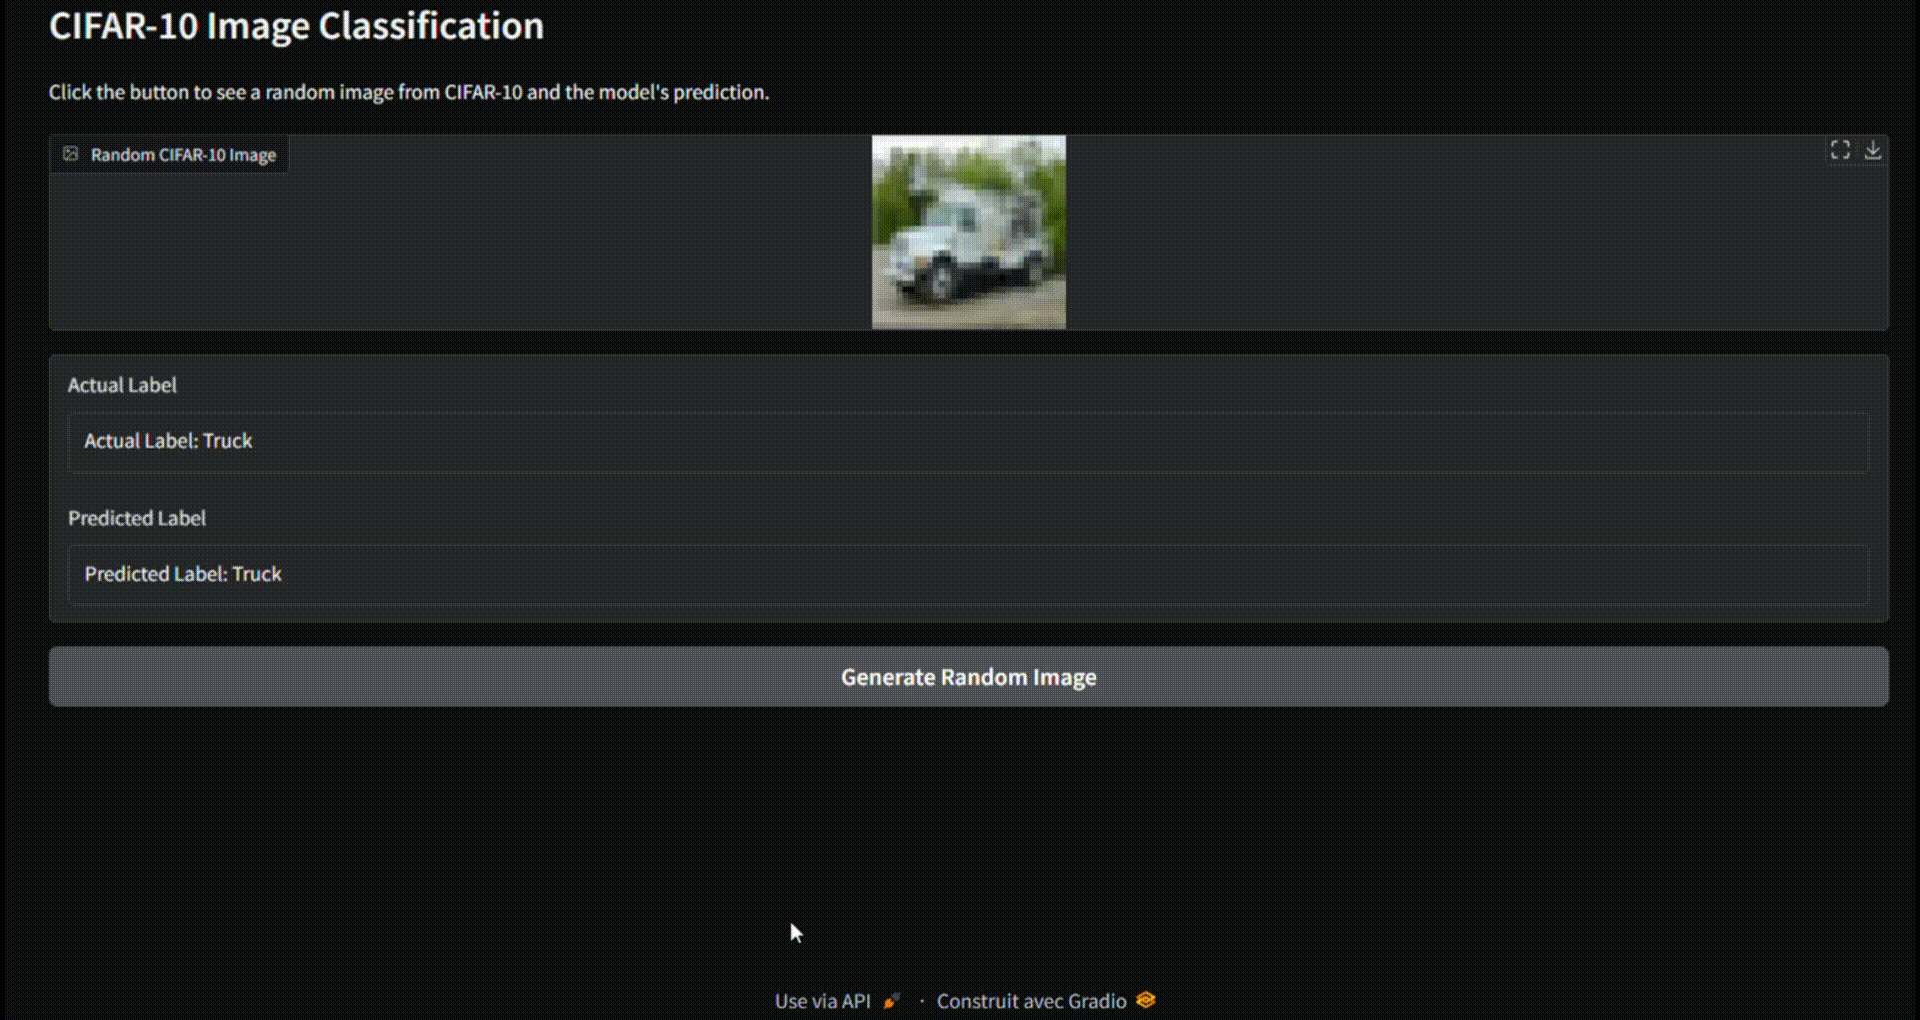 CIFAR-10 Image Classification
Click the button to see a random image from CIFAR-10 and the model's prediction.
Random CIFAR-10 Image
Actual Label
Actual Label: Truck
Predicted Label
Predicted Label: Truck
Generate Random Image
Use via API · Construit avec Gradio